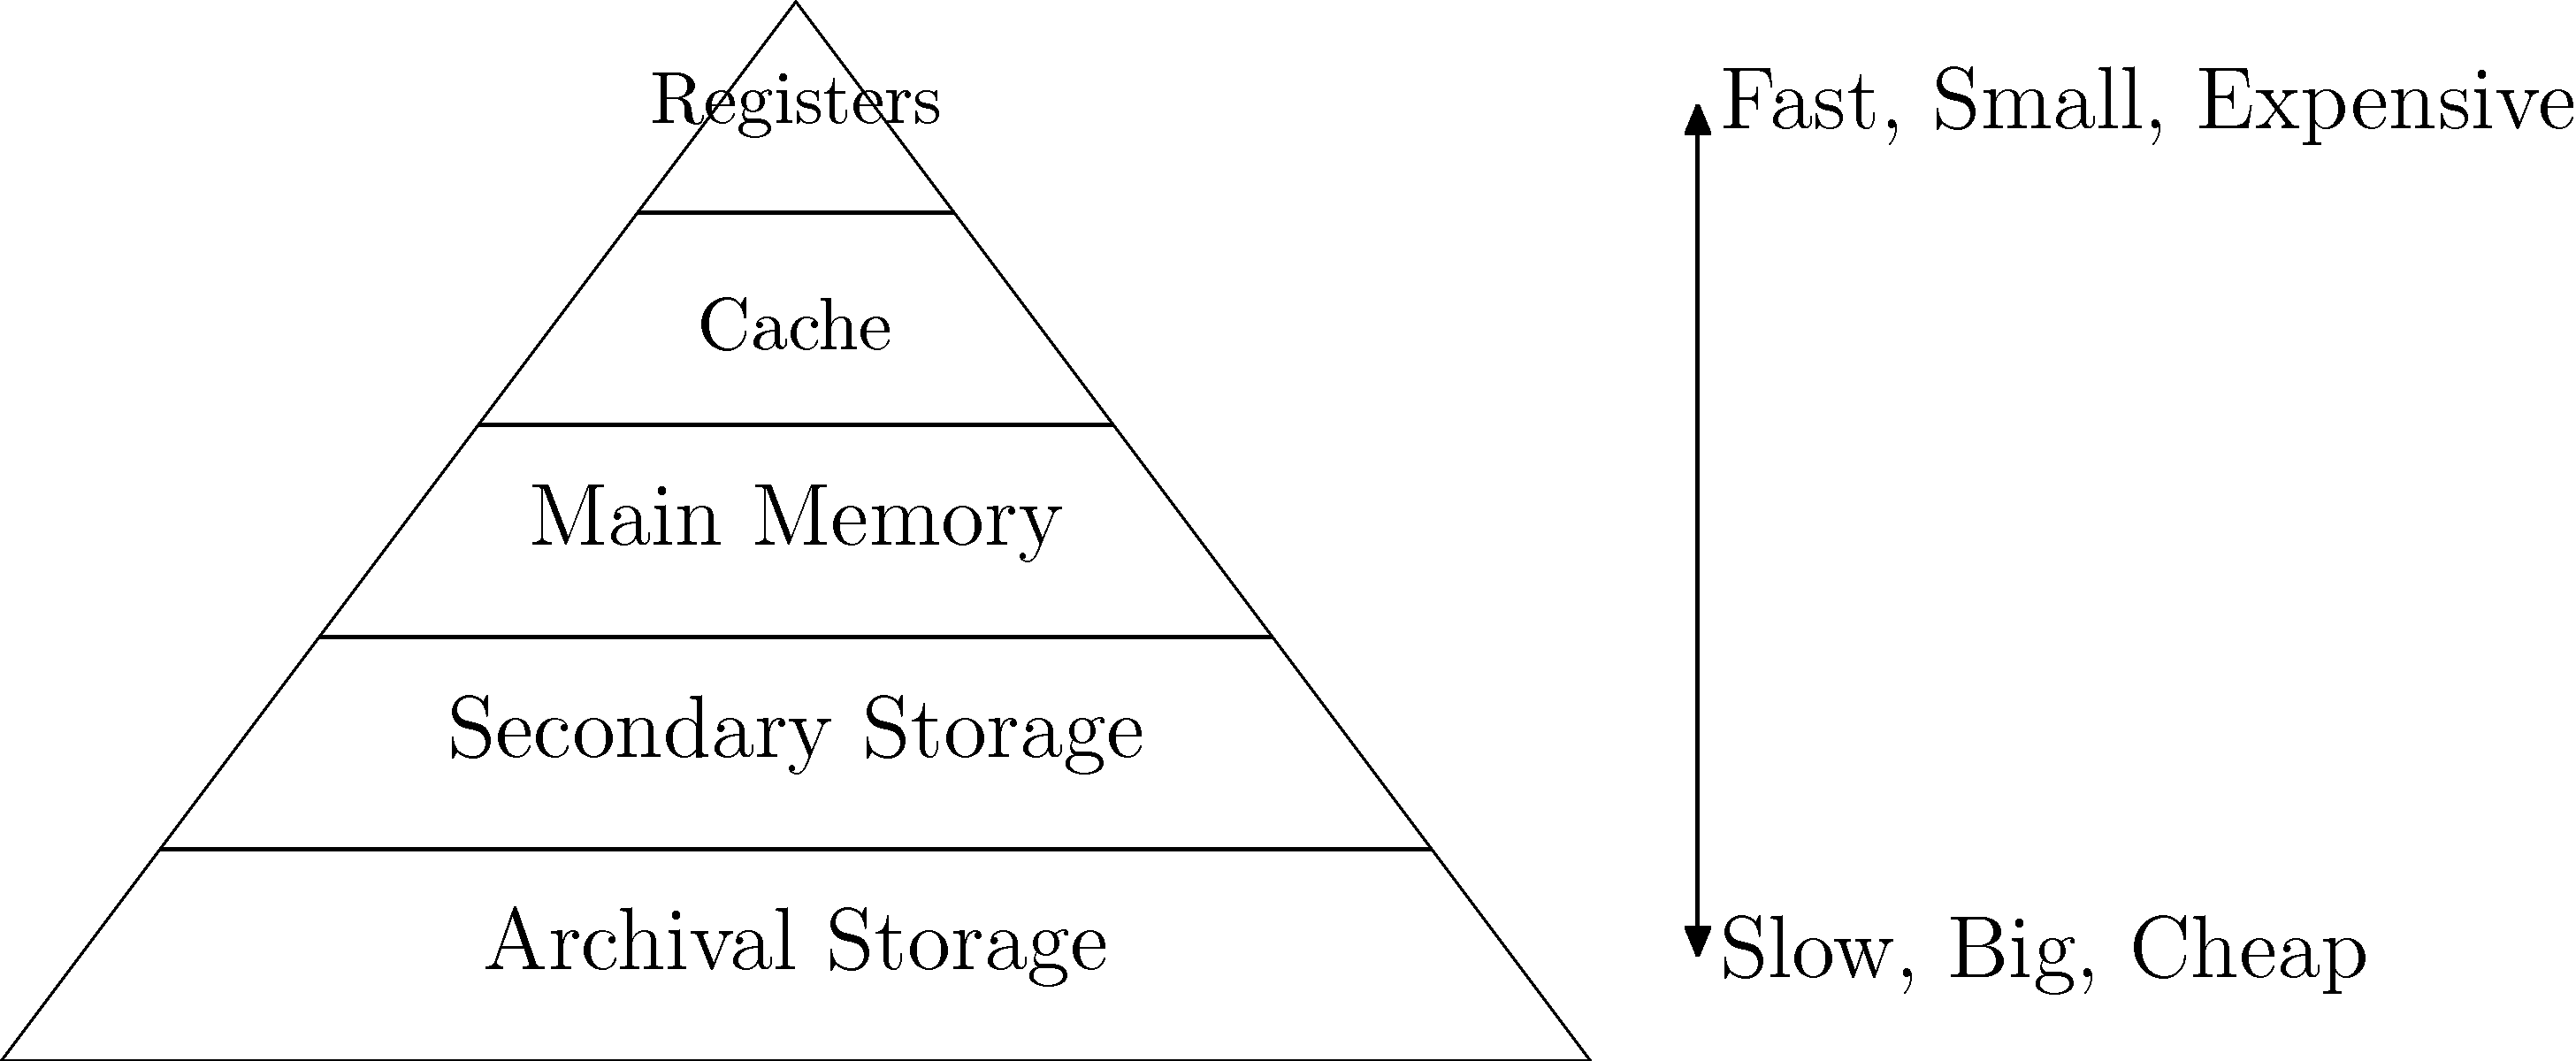 Registers
Fast, Small, Expensive
Cache
Main Memory
Secondary Storage
Archival Storage
Slow, Big, Cheap